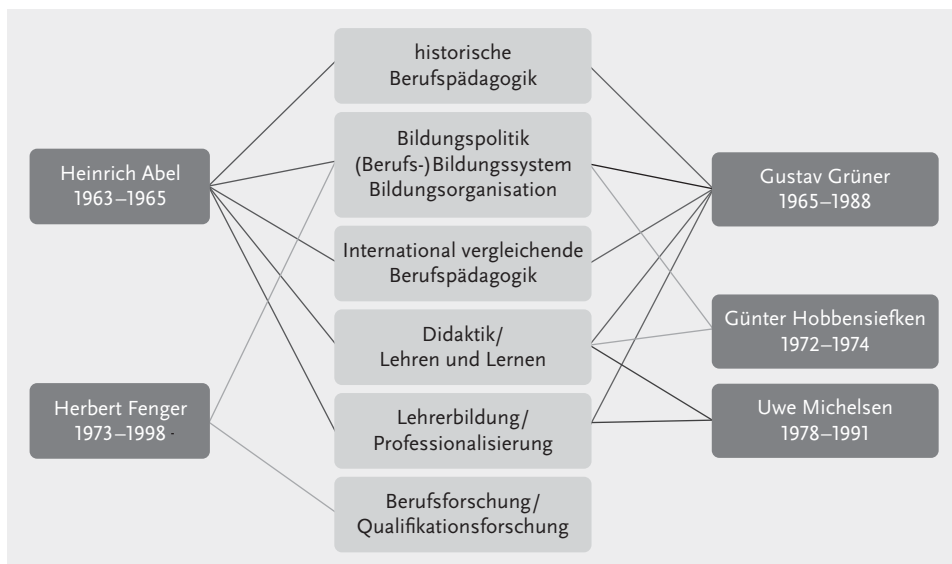 historische
Berufspädagogik
Bildungspolitik
(Berufs-)Bildungssystem
Bildungsorganisation
Heinrich Abel
1963–1965
Gustav Grüner
1965–1988
International vergleichende
Berufspädagogik
Günter Hobbensiefken
1972–1974
Didaktik/
Lehren und Lernen
Herbert Fenger
1973–1998 -
Uwe Michelsen
1978–1991
Lehrerbildung/
Professionalisierung
Berufsforschung/
Qualifikationsforschung